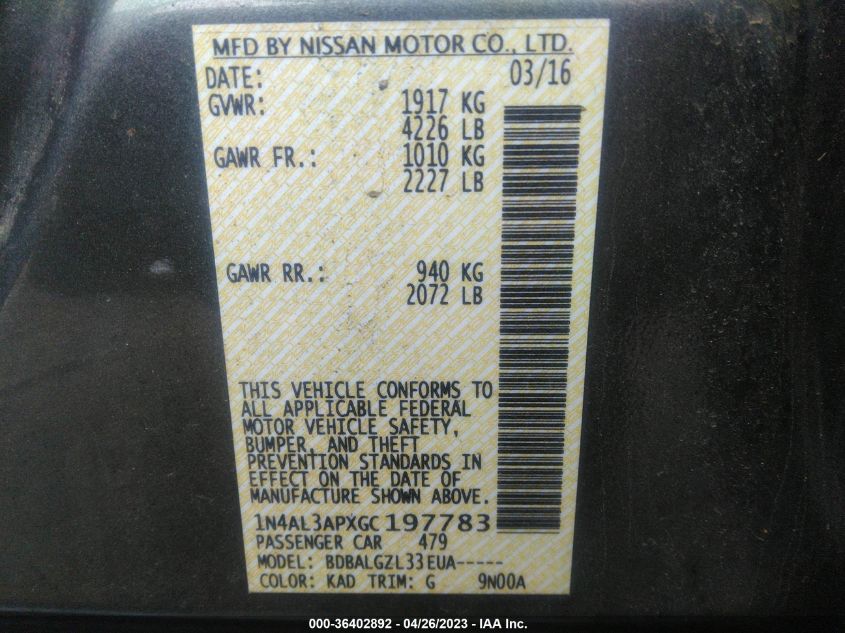 MFD BY NISSAN MOTOR CO., LTD.
DATE: 03/16
GVWR: 1917 KG
4226 LB
GAWR FR.: 1010 KG
2227 LB
GAWR RR.: 940 KG
2072 LB
THIS VEHICLE CONFORMS TO
ALL APPLICABLE FEDERAL
MOTOR VEHICLE SAFETY,
BUMPER, AND THEFT
PREVENTION STANDARDS IN
EFFECT ON THE DATE OF
MANUFACTURE SHOWN ABOVE.
1N4AL3APXGC197783
PASSENGER CAR 479
MODEL: BDBALGZL33EUA-----
COLOR: KAD TRIM: G 9N00A
000-36402892 - 04/26/2023 - IAA Inc.